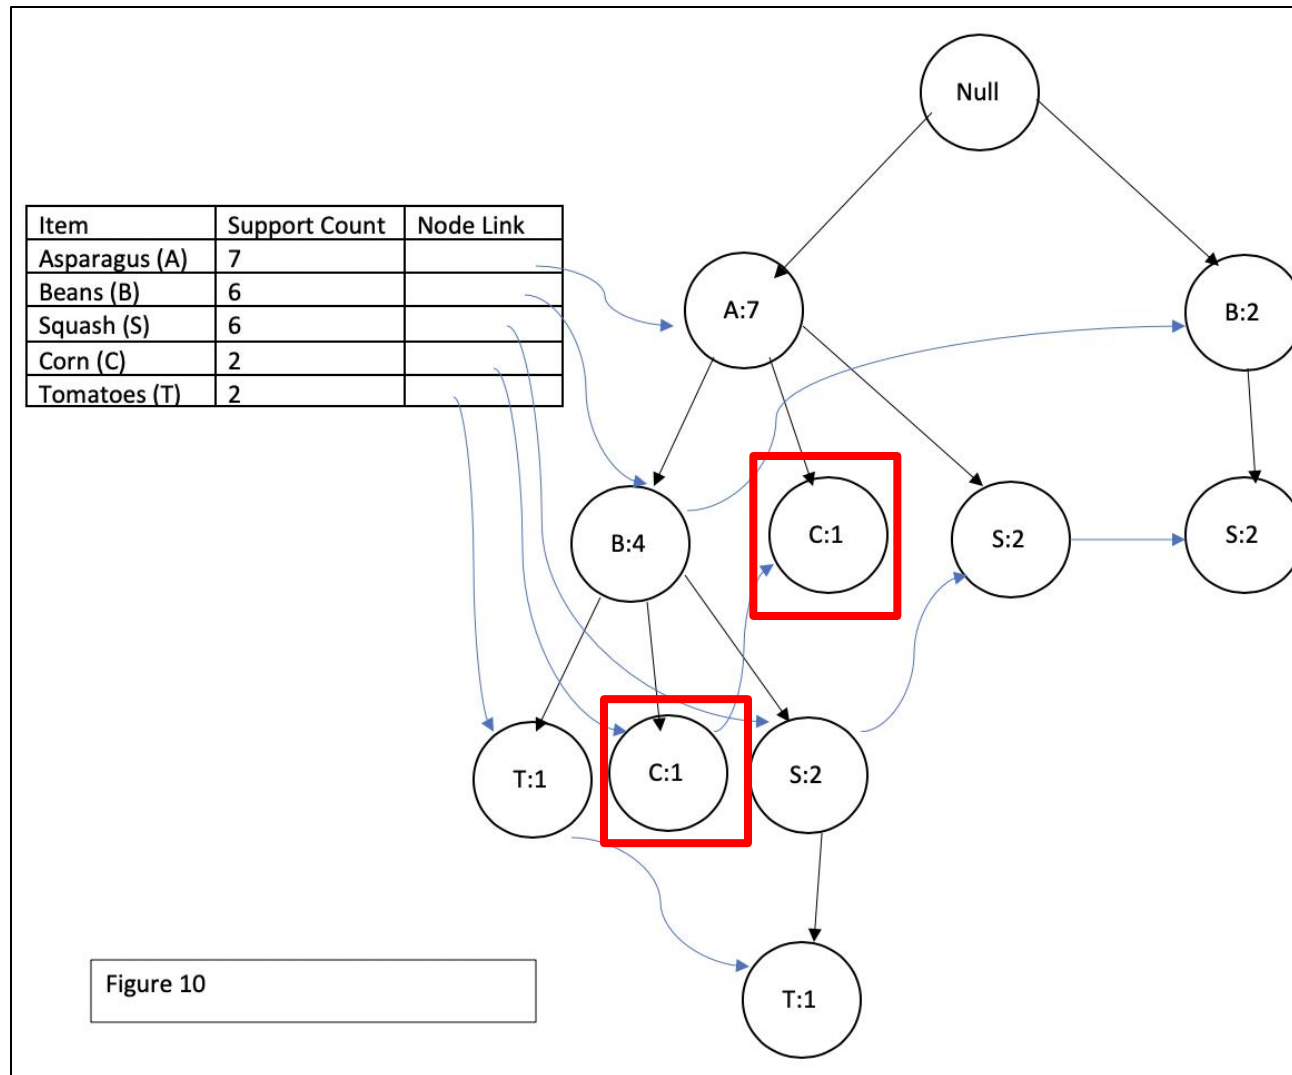 Null
Item Support Count Node Link
Asparagus (A) 7
Beans (B) 6
Squash (S) 6
Corn (C) 2
Tomatoes (T) 2
A:7
B:2
B:4
C:1
S:2
S:2
T:1
C:1
S:2
T:1
Figure 10